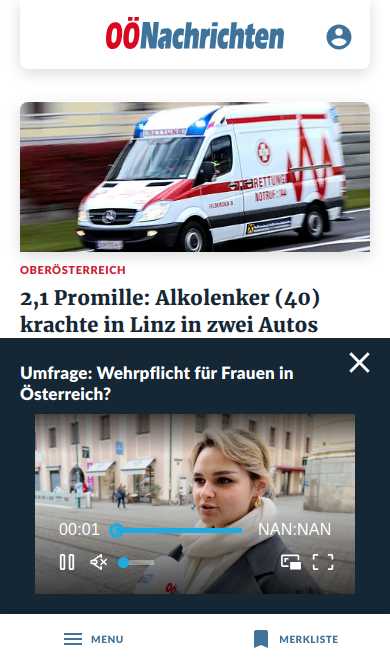 OÖNachrichten
RETTUNG
NOTRUF 144
OBERÖSTERREICH
2,1 Promille: Alkolenker (40)
krachte in Linz in zwei Autos
Umfrage: Wehrpflicht für Frauen in
Österreich?
00:01
NAN:NAN
MENU
MERKLISTE